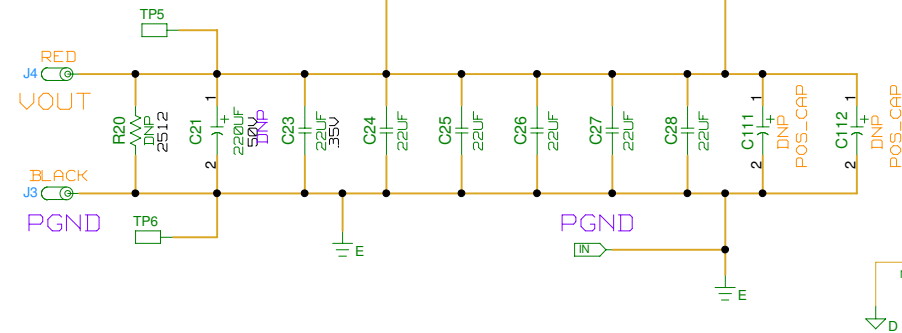 TP5
RED
J4
VOUT
R20
DNP
2512
1
C21
220UF
50V
DNP
2
C23
22UF
35V
C24
22UF
C25
22UF
C26
22UF
C27
22UF
C28
22UF
1
C111
DNP
POS_CAP
2
1
C112
DNP
POS_CAP
2
BLACK
J3
PGND
TP6
E
PGND
IN
E
D